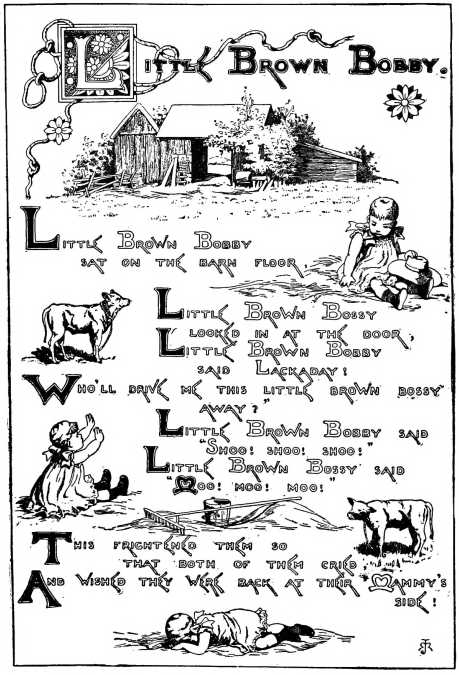 Little Brown Bobby.
Little Brown Bobby
sat on the barn floor,
Little Brown Bossy
looked in at the door,
Little Brown Bobby
said Lackaday!
Who'll drive me this little brown bossy
away?"
Little Brown Bobby said
"Shoo! shoo! shoo!"
Little Brown Bossy said
"Moo! moo! moo!"
This frightened them so
that both of them cried
And wished they were back at their "Mammy's
side!